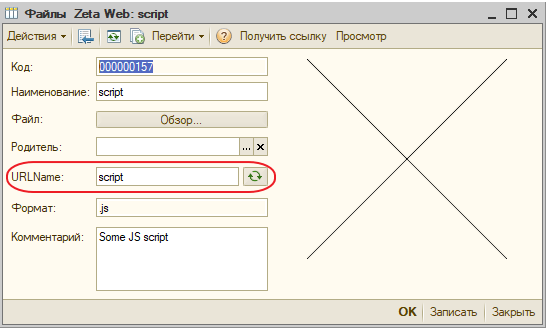 Файлы Zeta Web: script
Действия Перейти Получить ссылку Просмотр
Код: 000000157
Наименование: script
Файл: Обзор...
Родитель: ... ×
URLName: script
Формат: .js
Комментарий: Some JS script
OK Записать Закрыть